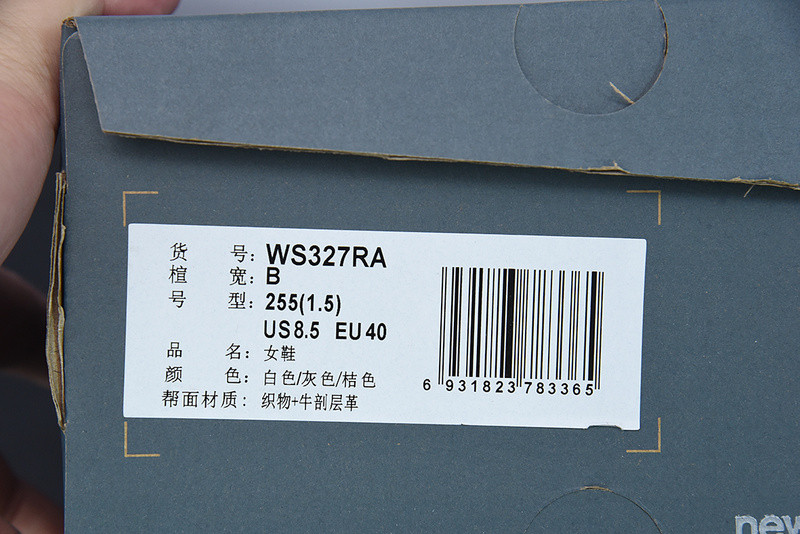 货 号: WS327RA
楦 宽: B
号 型: 255(1.5)
US8.5 EU40
品 名: 女鞋
颜 色: 白色/灰色/桔色
帮面材质: 织物+牛剖层革
6 931823 783365
new